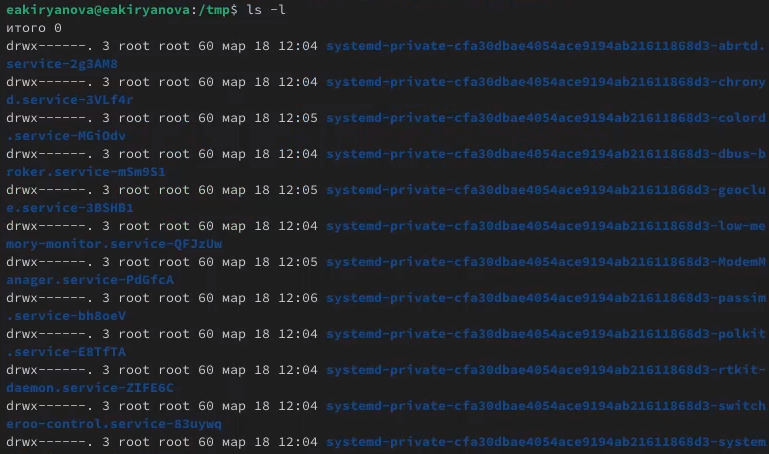 eakiryanova@eakiryanova:/tmp$ ls -l
итого 0
drwx------. 3 root root 60 мар 18 12:04 systemd-private-cfa30dbae4054ace9194ab21611868d3-abrtd.
service-2g3AM8
drwx------. 3 root root 60 мар 18 12:04 systemd-private-cfa30dbae4054ace9194ab21611868d3-chrony
d.service-3VLf4r
drwx------. 3 root root 60 мар 18 12:05 systemd-private-cfa30dbae4054ace9194ab21611868d3-colord
.service-MGiOdv
drwx------. 3 root root 60 мар 18 12:04 systemd-private-cfa30dbae4054ace9194ab21611868d3-dbus-b
roker.service-mSm9S1
drwx------. 3 root root 60 мар 18 12:05 systemd-private-cfa30dbae4054ace9194ab21611868d3-geoclu
e.service-3BSHB1
drwx------. 3 root root 60 мар 18 12:04 systemd-private-cfa30dbae4054ace9194ab21611868d3-low-me
mory-monitor.service-QFJzUw
drwx------. 3 root root 60 мар 18 12:05 systemd-private-cfa30dbae4054ace9194ab21611868d3-ModemM
anager.service-PdGfcA
drwx------. 3 root root 60 мар 18 12:06 systemd-private-cfa30dbae4054ace9194ab21611868d3-passim
.service-bh8oeV
drwx------. 3 root root 60 мар 18 12:04 systemd-private-cfa30dbae4054ace9194ab21611868d3-polkit
.service-E8TfTA
drwx------. 3 root root 60 мар 18 12:04 systemd-private-cfa30dbae4054ace9194ab21611868d3-rtkit-
daemon.service-ZIFE6C
drwx------. 3 root root 60 мар 18 12:04 systemd-private-cfa30dbae4054ace9194ab21611868d3-switch
eroo-control.service-83uywq
drwx------. 3 root root 60 мар 18 12:04 systemd-private-cfa30dbae4054ace9194ab21611868d3-system